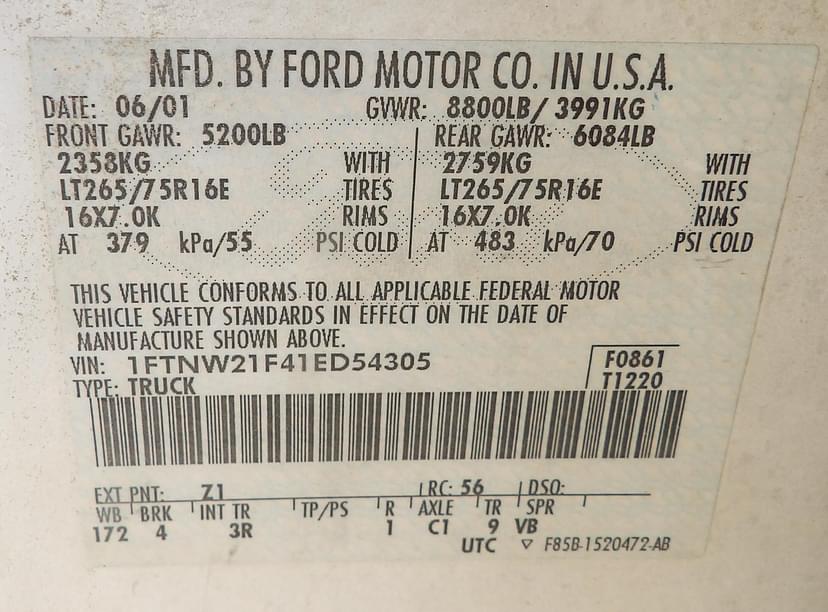 MFD. BY FORD MOTOR CO. IN U.S.A.
DATE: 06/01 GVWR: 8800LB/ 3991KG
FRONT GAWR: 5200LB REAR GAWR: 6084LB
2358KG WITH 2759KG WITH
LT265/75R16E TIRES LT265/75R16E TIRES
16X7.0K RIMS 16X7.0K RIMS
AT 379 kPa/55 PSI COLD AT 483 kPa/70 PSI COLD
THIS VEHICLE CONFORMS TO ALL APPLICABLE FEDERAL MOTOR
VEHICLE SAFETY STANDARDS IN EFFECT ON THE DATE OF
MANUFACTURE SHOWN ABOVE.
VIN: 1FTNW21F41ED54305 F0861
TYPE: TRUCK T1220
EXT PNT: Z1 RC: 56 DSO:
WB BRK INT TR TP/PS R AXLE TR SPR
172 4 3R 1 C1 9 VB
UTC ▽ F85B-1520472-AB